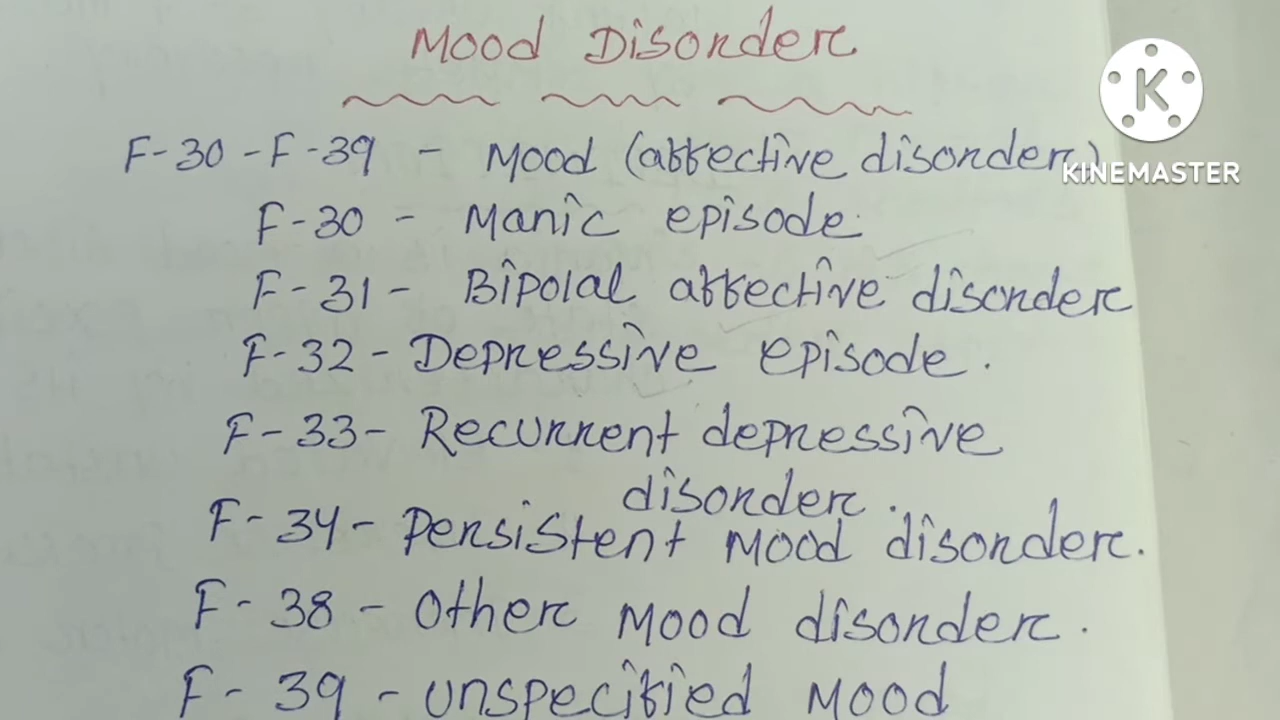 Mood Disorder
F-30 - F-39 - Mood (affective disorder)
F-30 - Manic episode.
F-31 - Bipolal affective disorder
F-32 - Depressive episode.
F-33 - Recurrent depressive
disorder.
F-34 - Persistent Mood disorder.
F-38 - Other Mood disorder.
F-39 - Unspecified Mood
K
KINEMASTER